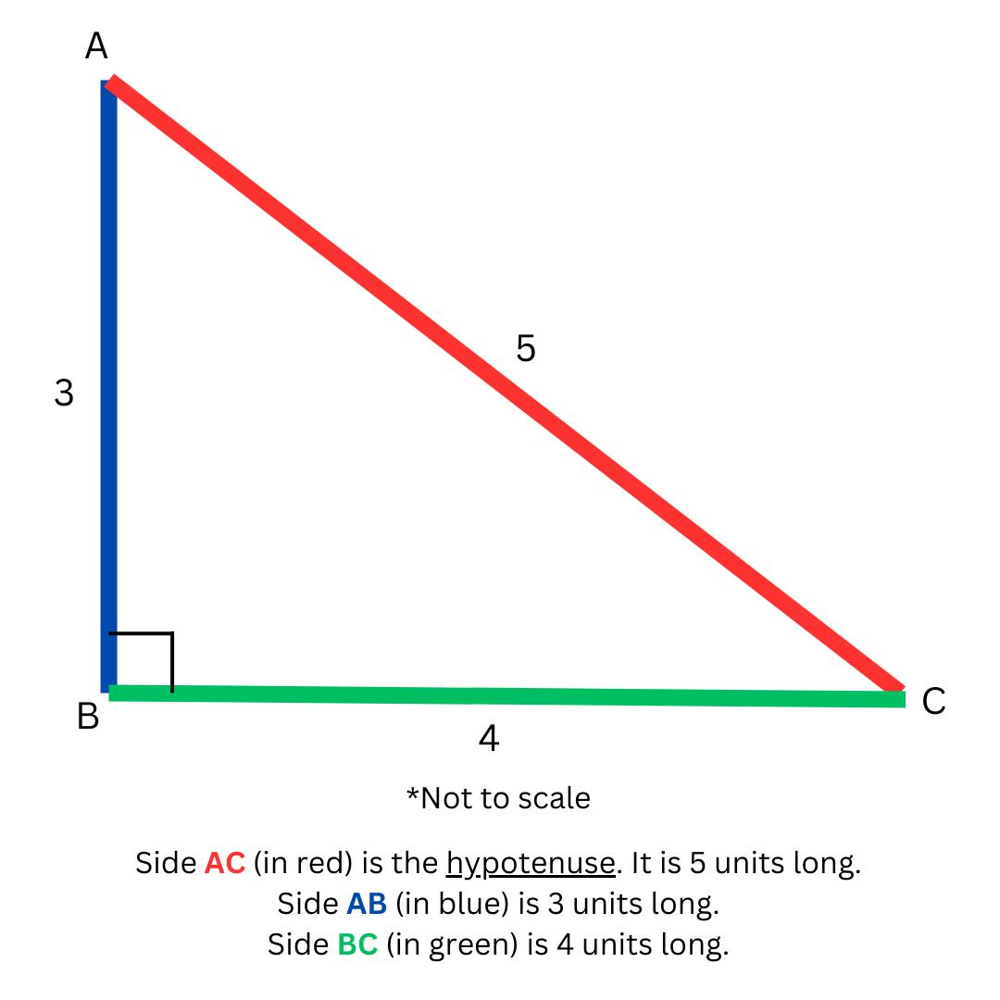 A
5
3
B
C
4
*Not to scale
Side AC (in red) is the hypotenuse. It is 5 units long.
Side AB (in blue) is 3 units long.
Side BC (in green) is 4 units long.